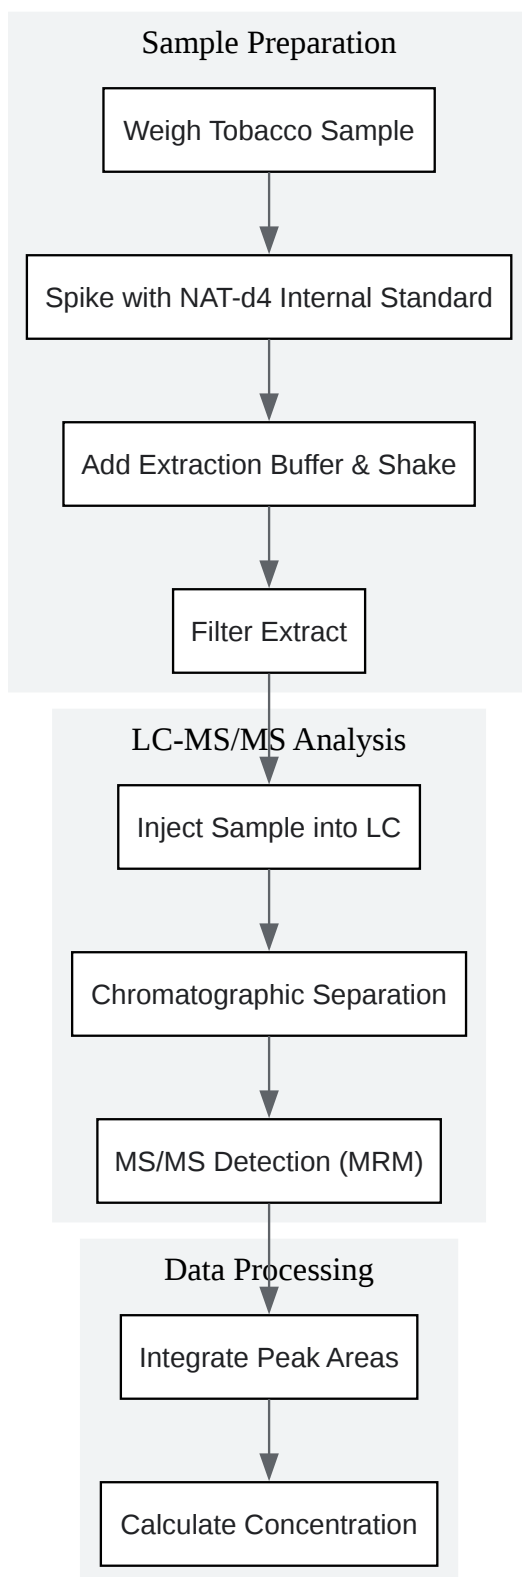 Sample Preparation
Weigh Tobacco Sample
Spike with NAT-d4 Internal Standard
Add Extraction Buffer & Shake
Filter Extract
LC-MS/MS Analysis
Inject Sample into LC
Chromatographic Separation
MS/MS Detection (MRM)
Data Processing
Integrate Peak Areas
Calculate Concentration